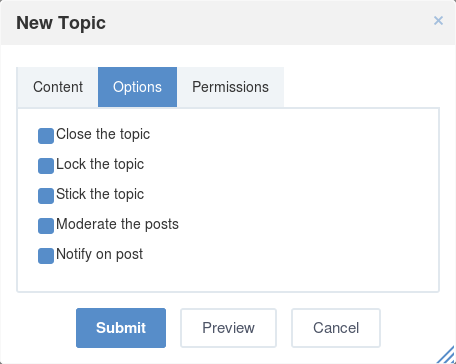 New Topic ×
Content Options Permissions
Close the topic
Lock the topic
Stick the topic
Moderate the posts
Notify on post
Submit Preview Cancel